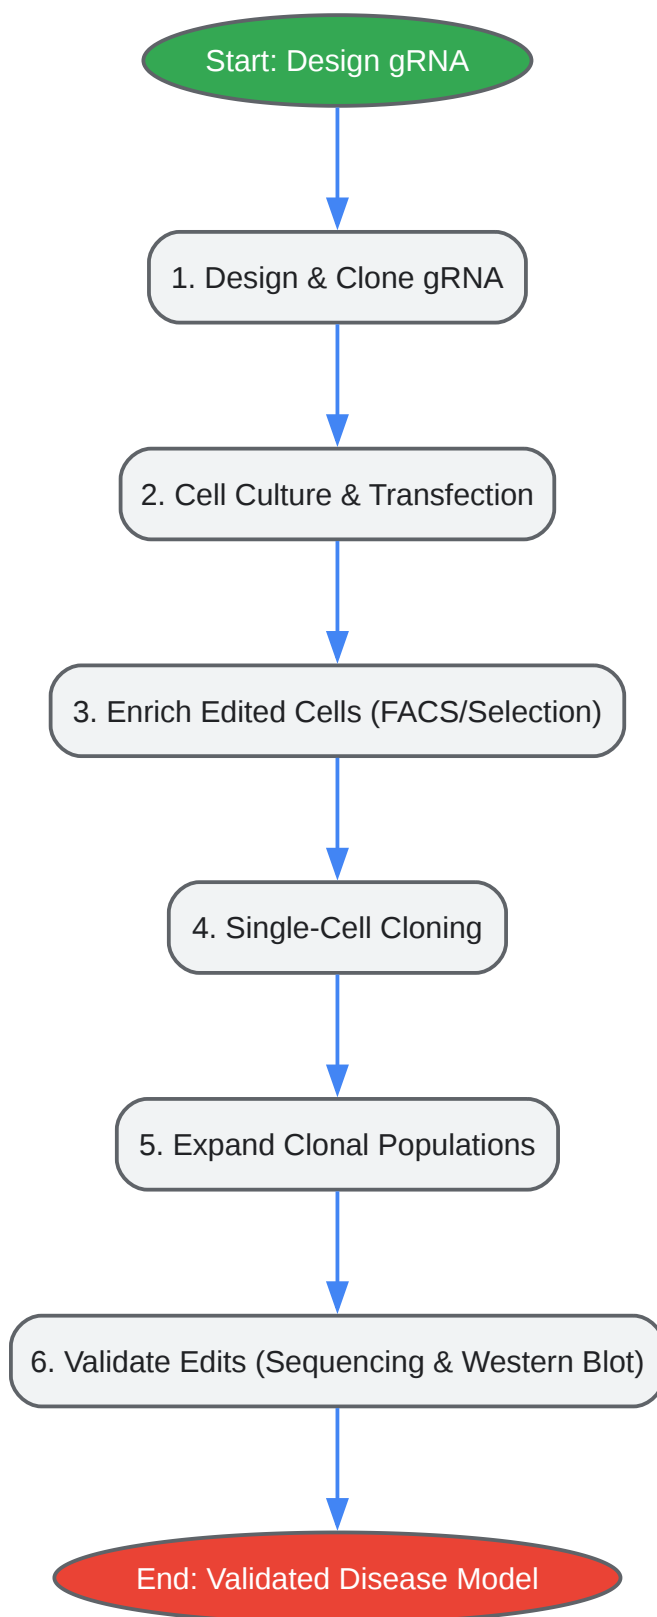 Start: Design gRNA
1. Design & Clone gRNA
2. Cell Culture & Transfection
3. Enrich Edited Cells (FACS/Selection)
4. Single-Cell Cloning
5. Expand Clonal Populations
6. Validate Edits (Sequencing & Western Blot)
End: Validated Disease Model